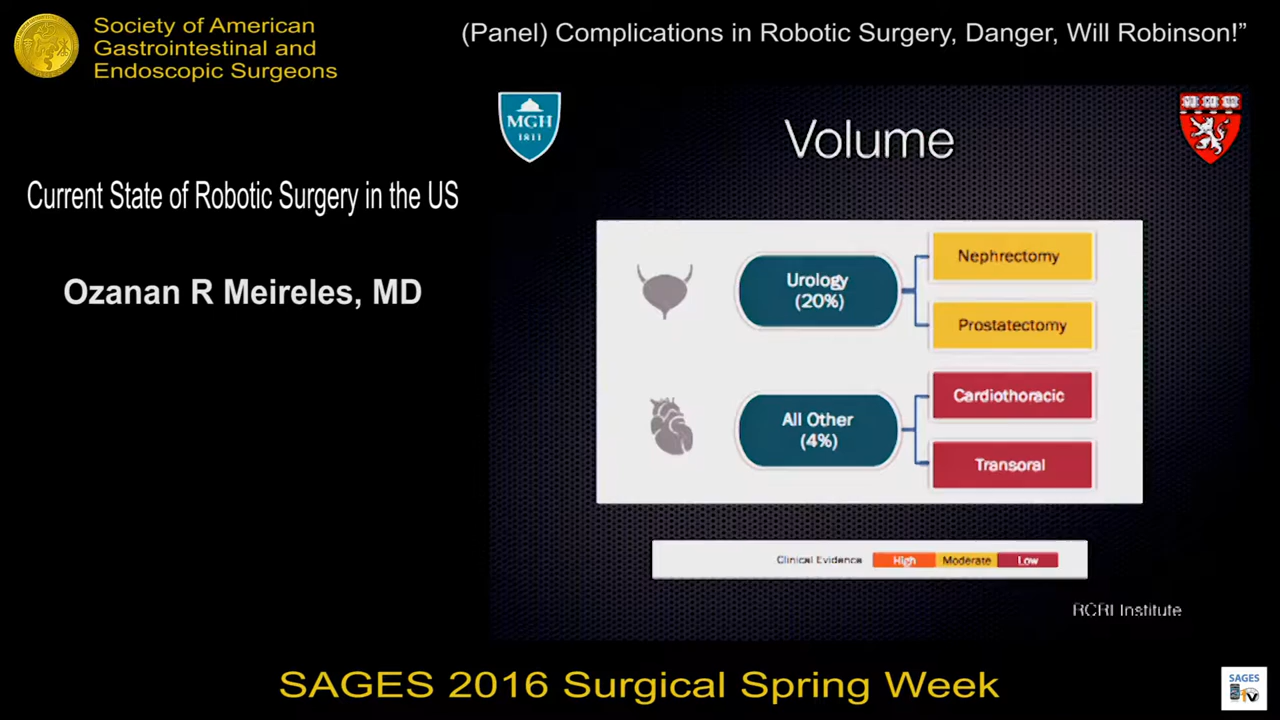 Society of American
Gastrointestinal and
Endoscopic Surgeons
(Panel) Complications in Robotic Surgery, Danger, Will Robinson!”
Current State of Robotic Surgery in the US
Ozanan R Meireles, MD
MGH
1811
Volume
Urology
(20%)
Nephrectomy
Prostatectomy
All Other
(4%)
Cardiothoracic
Transoral
Clinical Evidence High Moderate Low
RCRI Institute
SAGES 2016 Surgical Spring Week
SAGES
TV